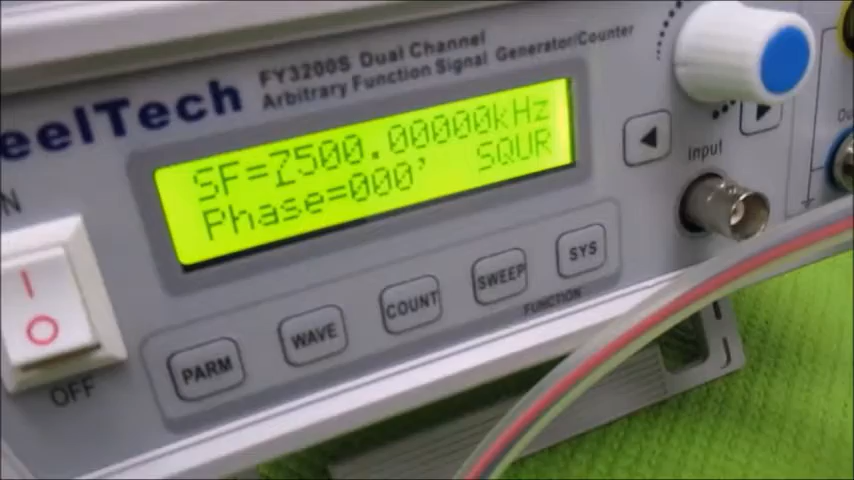 eelTech
FY3200S Dual Channel
Arbitrary Function Signal Generator/Counter
SF=7500.00000kHz
Phase=000' SQUR
Input
OFF
PARM
WAVE
COUNT
SWEEP
SYS
FUNCTION